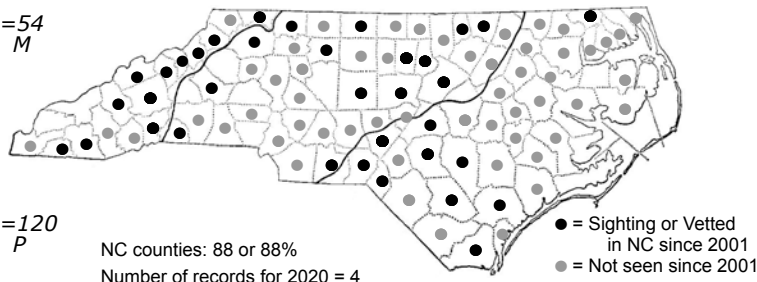 =54
M
=120
P
NC counties: 88 or 88%
Number of records for 2020 = 4
= Sighting or Vetted
in NC since 2001
= Not seen since 2001